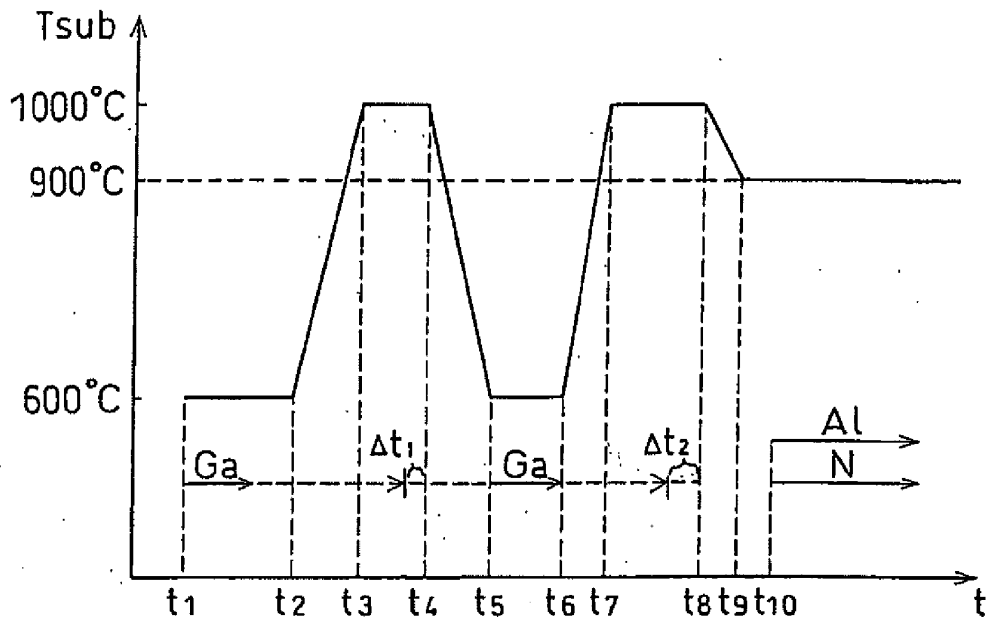 Tsub
1000°C
900°C
600°C
Al
Ga Δt1 Ga Δt2 N
t1 t2 t3 t4 t5 t6 t7 t8 t9 t10 t